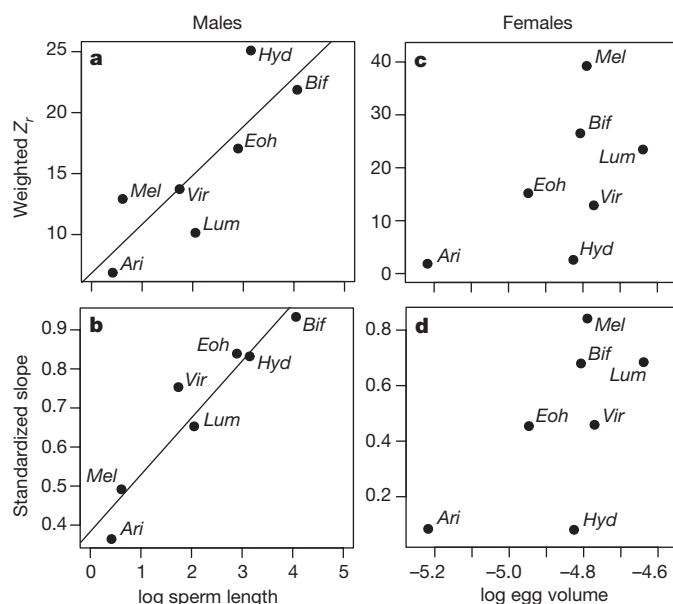 Males
Females
a
Weighted Zr
25
20
15
10
Hyd
Bif
Eoh
Mel
Vir
Lum
Ari
c
40
30
20
10
0
Mel
Bif
Lum
Eoh
Vir
Ari
Hyd
b
Standardized slope
0.9
0.8
0.7
0.6
0.5
0.4
Bif
Eoh
Hyd
Vir
Lum
Mel
Ari
0 1 2 3 4 5
log sperm length
d
0.8
0.6
0.4
0.2
Mel
Bif
Lum
Eoh
Vir
Ari
Hyd
−5.2 −5.0 −4.8 −4.6
log egg volume